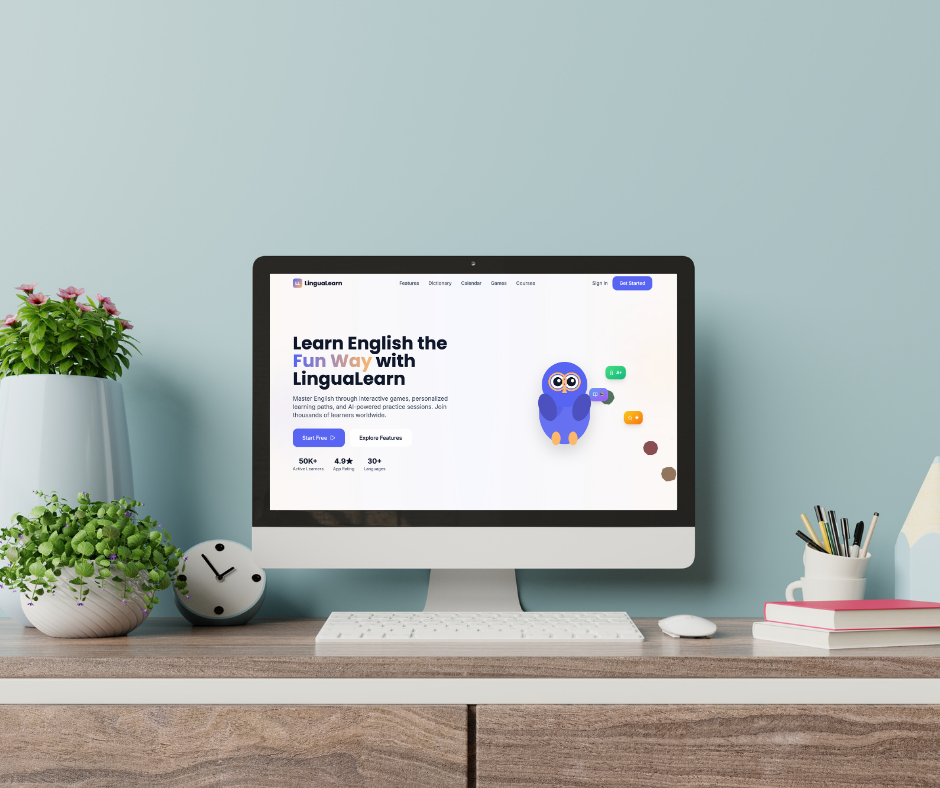 LinguaLearn
Features Dictionary Calendar Games Courses
Sign In Get Started
Learn English the
Fun Way with
LinguaLearn
Master English through interactive games, personalized
learning paths, and AI-powered practice sessions. Join
thousands of learners worldwide.
Start Free Explore Features
50K+ 4.9★ 30+
Active Learners App Rating Languages
A+